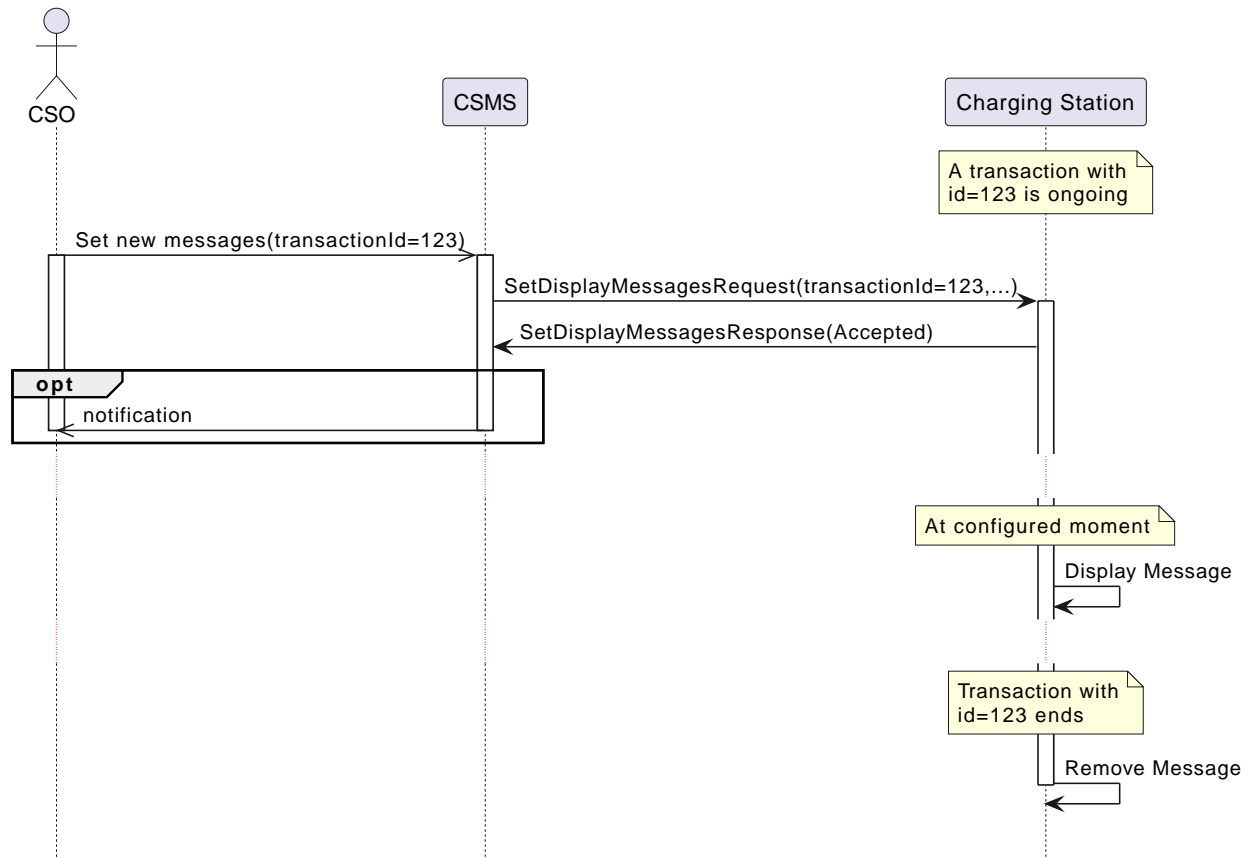 CSO
CSMS
Charging Station
A transaction with
id=123 is ongoing
Set new messages(transactionId=123)
SetDisplayMessagesRequest(transactionId=123,...)
SetDisplayMessagesResponse(Accepted)
opt
notification
At configured moment
Display Message
Transaction with
id=123 ends
Remove Message